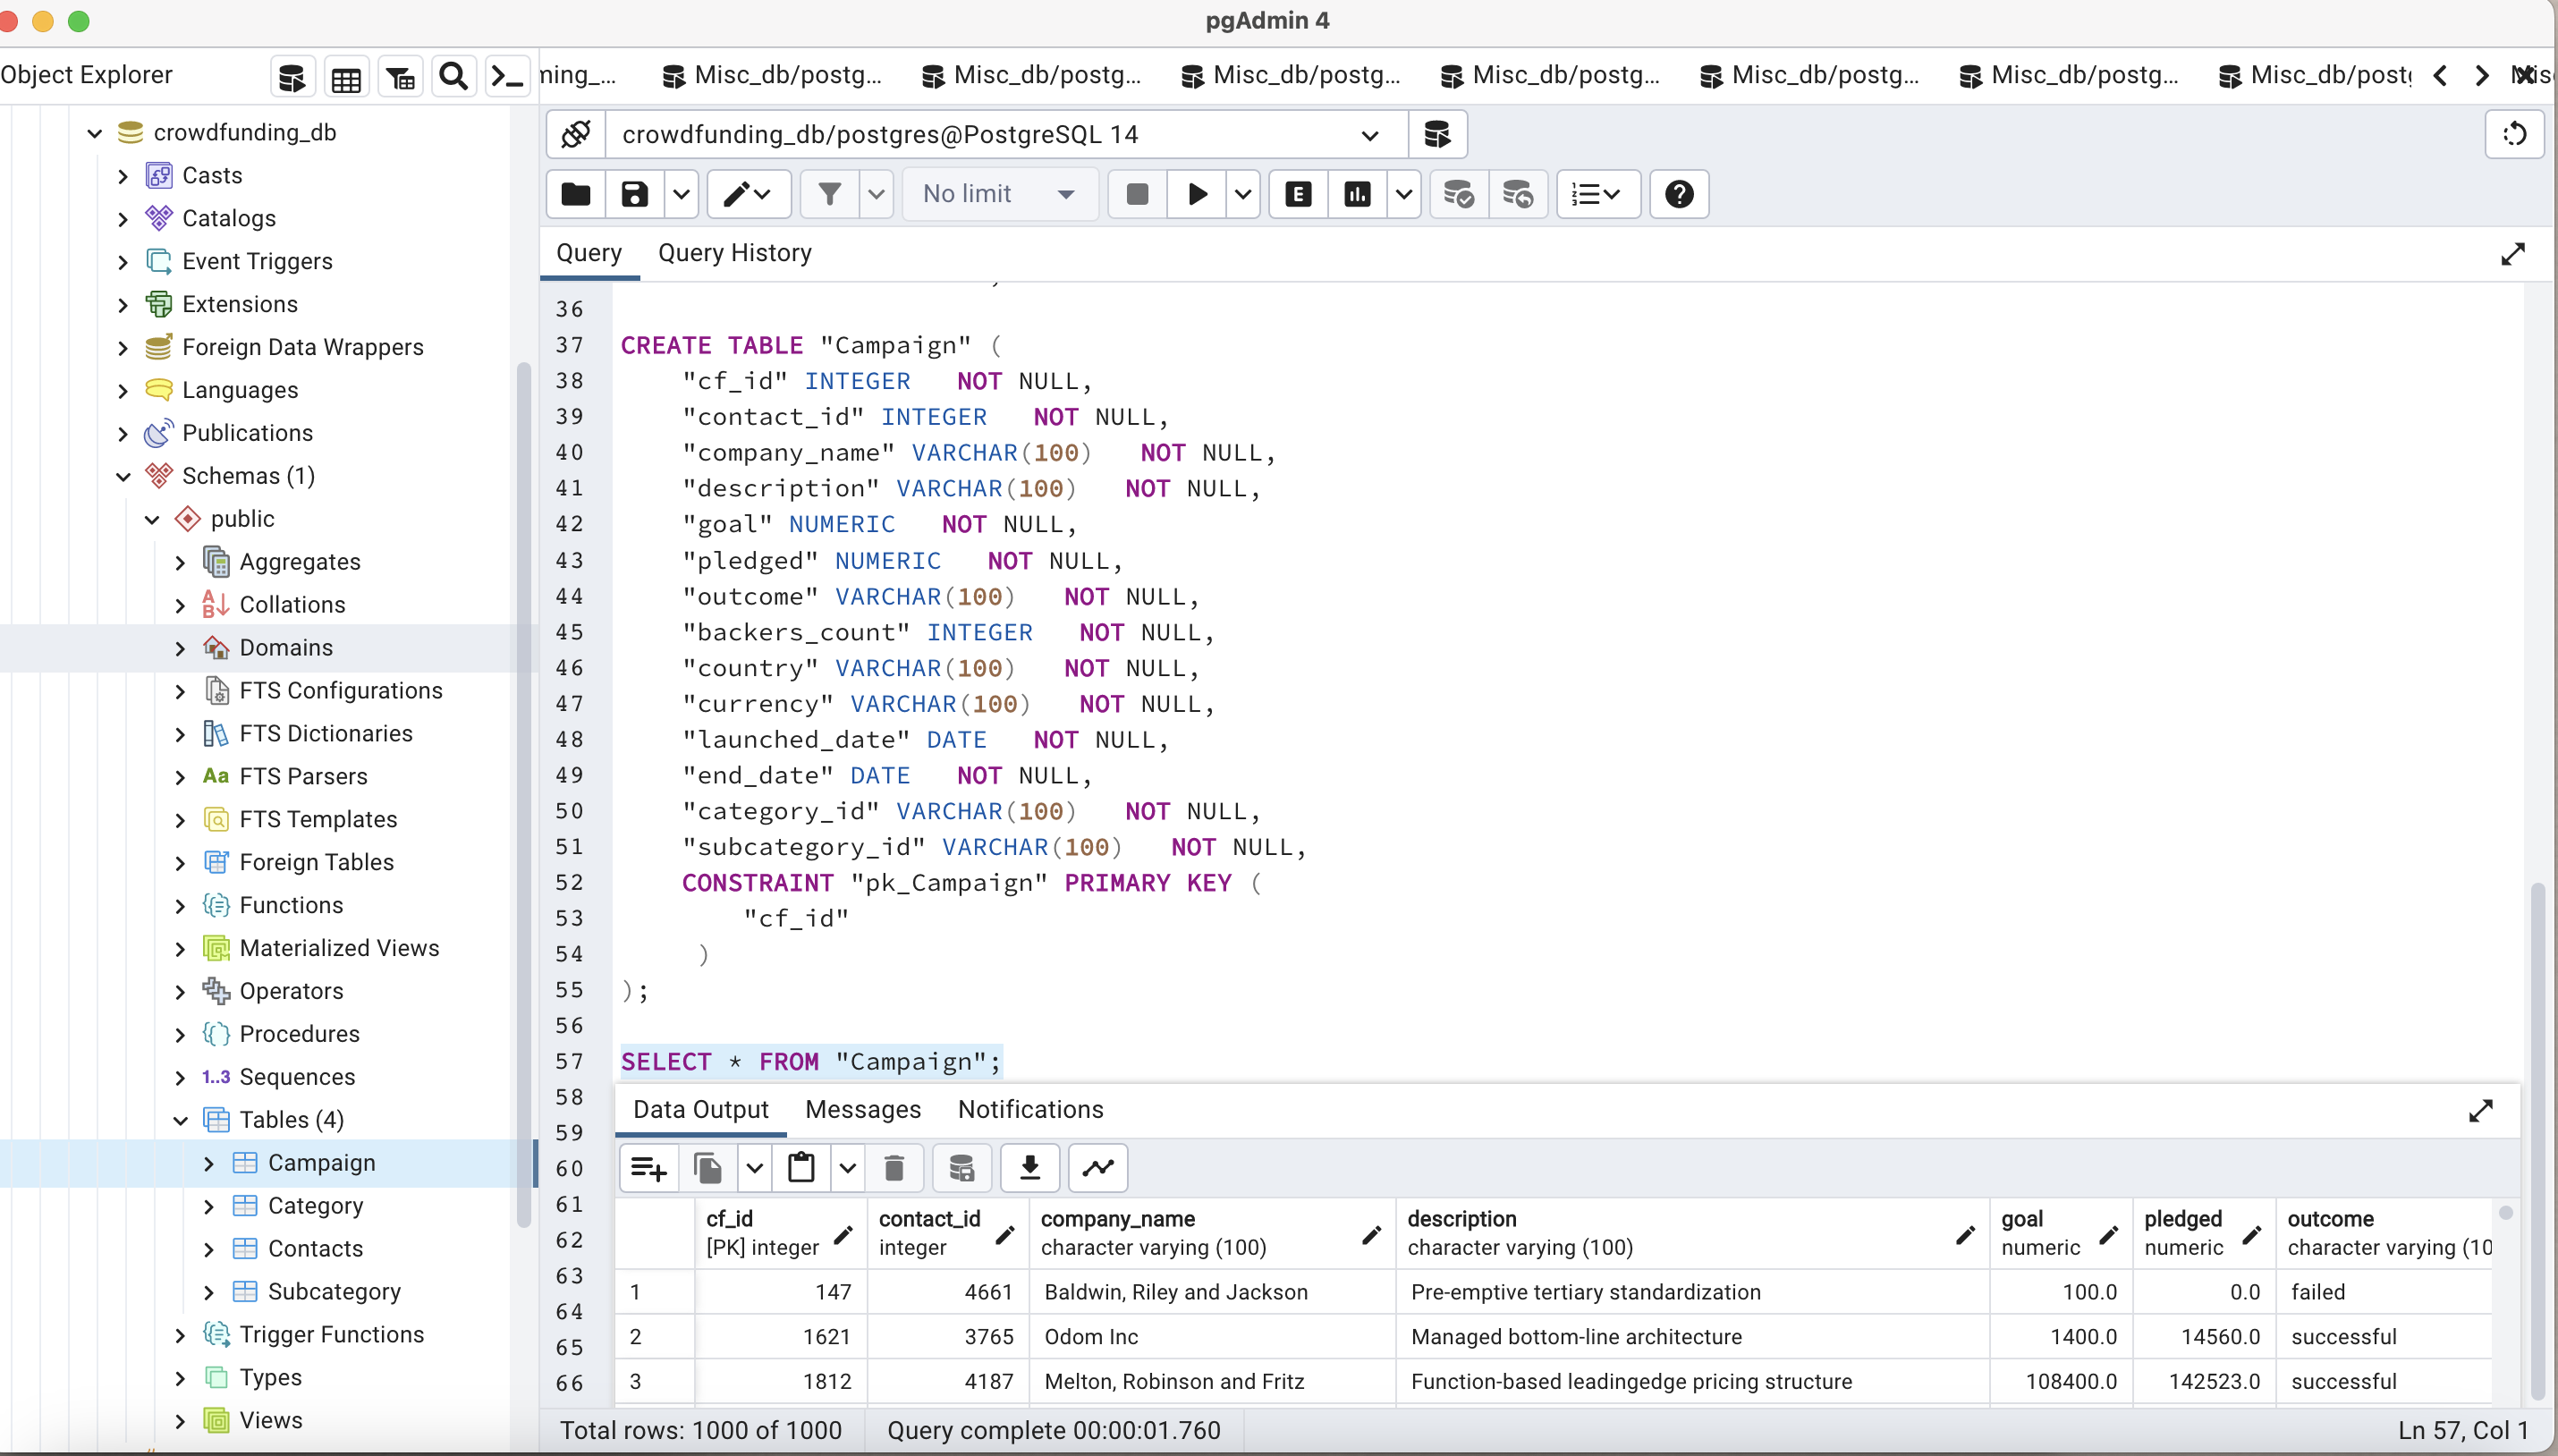 pgAdmin 4
Object Explorer
ming_...
Misc_db/postg...
Misc_db/postg...
Misc_db/postg...
Misc_db/postg...
Misc_db/postg...
Misc_db/postg...
Misc_db/postg
crowdfunding_db/postgres@PostgreSQL 14
No limit
E
Query
Query History
crowdfunding_db
Casts
Catalogs
Event Triggers
Extensions
Foreign Data Wrappers
Languages
Publications
Schemas (1)
public
Aggregates
Collations
Domains
FTS Configurations
FTS Dictionaries
Aa FTS Parsers
FTS Templates
Foreign Tables
Functions
Materialized Views
Operators
Procedures
1..3 Sequences
Tables (4)
Campaign
Category
Contacts
Subcategory
Trigger Functions
Types
Views
36
37 CREATE TABLE "Campaign" (
38 "cf_id" INTEGER NOT NULL,
39 "contact_id" INTEGER NOT NULL,
40 "company_name" VARCHAR(100) NOT NULL,
41 "description" VARCHAR(100) NOT NULL,
42 "goal" NUMERIC NOT NULL,
43 "pledged" NUMERIC NOT NULL,
44 "outcome" VARCHAR(100) NOT NULL,
45 "backers_count" INTEGER NOT NULL,
46 "country" VARCHAR(100) NOT NULL,
47 "currency" VARCHAR(100) NOT NULL,
48 "launched_date" DATE NOT NULL,
49 "end_date" DATE NOT NULL,
50 "category_id" VARCHAR(100) NOT NULL,
51 "subcategory_id" VARCHAR(100) NOT NULL,
52 CONSTRAINT "pk_Campaign" PRIMARY KEY (
53 "cf_id"
54 )
55 );
56
57 SELECT * FROM "Campaign";
58
59
60
61
62
63
64
65
66
Data Output
Messages
Notifications
cf_id
[PK] integer
contact_id
integer
company_name
character varying (100)
description
character varying (100)
goal
numeric
pledged
numeric
outcome
character varying (10
1 147 4661 Baldwin, Riley and Jackson Pre-emptive tertiary standardization 100.0 0.0 failed
2 1621 3765 Odom Inc Managed bottom-line architecture 1400.0 14560.0 successful
3 1812 4187 Melton, Robinson and Fritz Function-based leadingedge pricing structure 108400.0 142523.0 successful
Total rows: 1000 of 1000
Query complete 00:00:01.760
Ln 57, Col 1